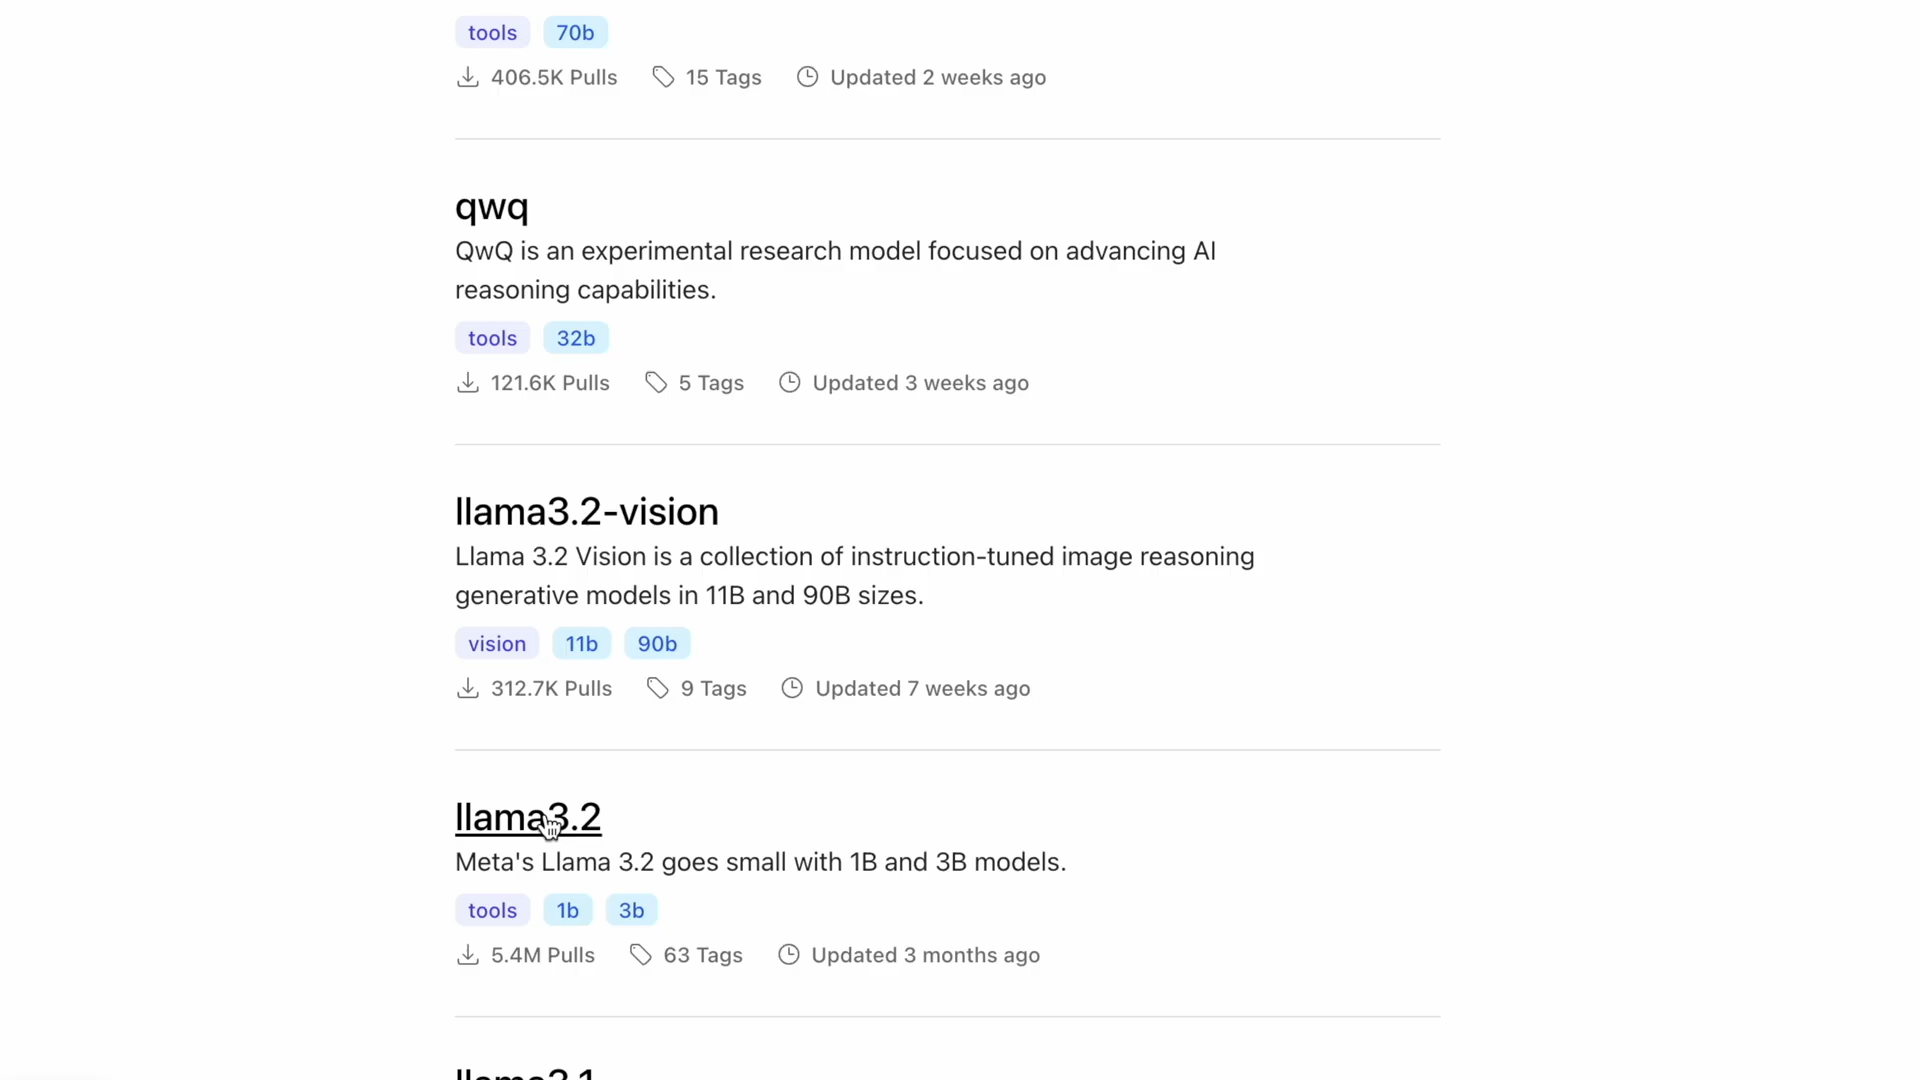 tools 70b
406.5K Pulls 15 Tags Updated 2 weeks ago
qwq
QwQ is an experimental research model focused on advancing AI
reasoning capabilities.
tools 32b
121.6K Pulls 5 Tags Updated 3 weeks ago
llama3.2-vision
Llama 3.2 Vision is a collection of instruction-tuned image reasoning
generative models in 11B and 90B sizes.
vision 11b 90b
312.7K Pulls 9 Tags Updated 7 weeks ago
llama3.2
Meta's Llama 3.2 goes small with 1B and 3B models.
tools 1b 3b
5.4M Pulls 63 Tags Updated 3 months ago
llama3.1